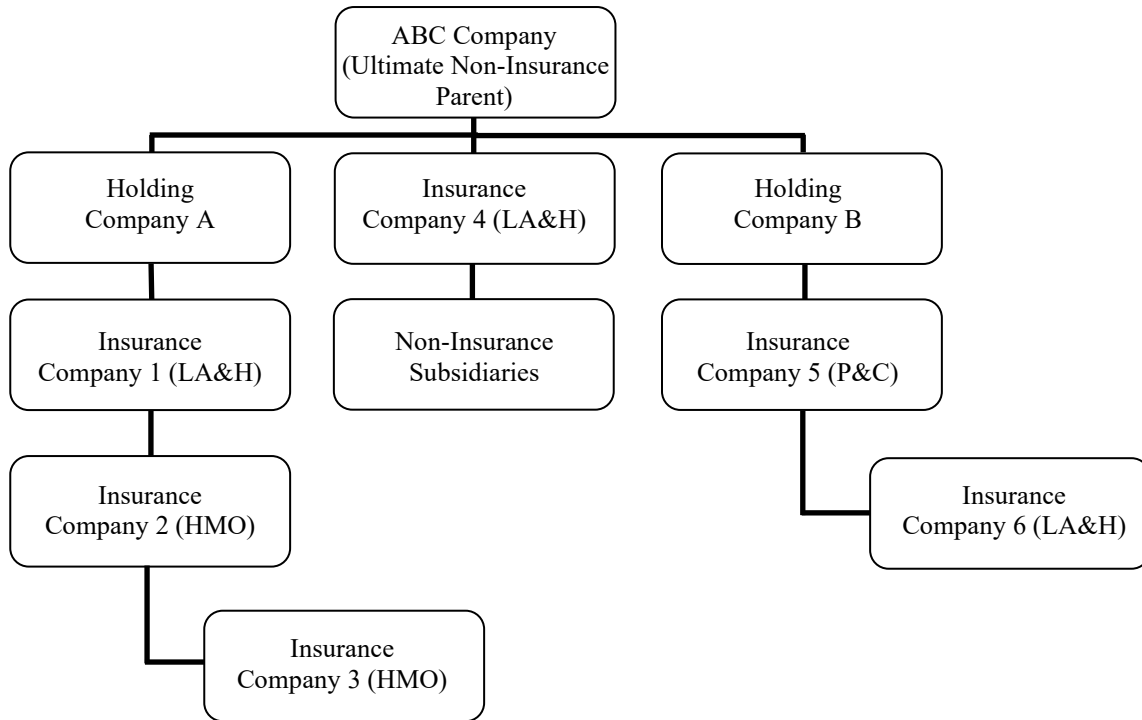 ABC Company
(Ultimate Non-Insurance
Parent)
Holding
Company A
Insurance
Company 4 (LA&H)
Holding
Company B
Insurance
Company 1 (LA&H)
Non-Insurance
Subsidiaries
Insurance
Company 5 (P&C)
Insurance
Company 2 (HMO)
Insurance
Company 6 (LA&H)
Insurance
Company 3 (HMO)